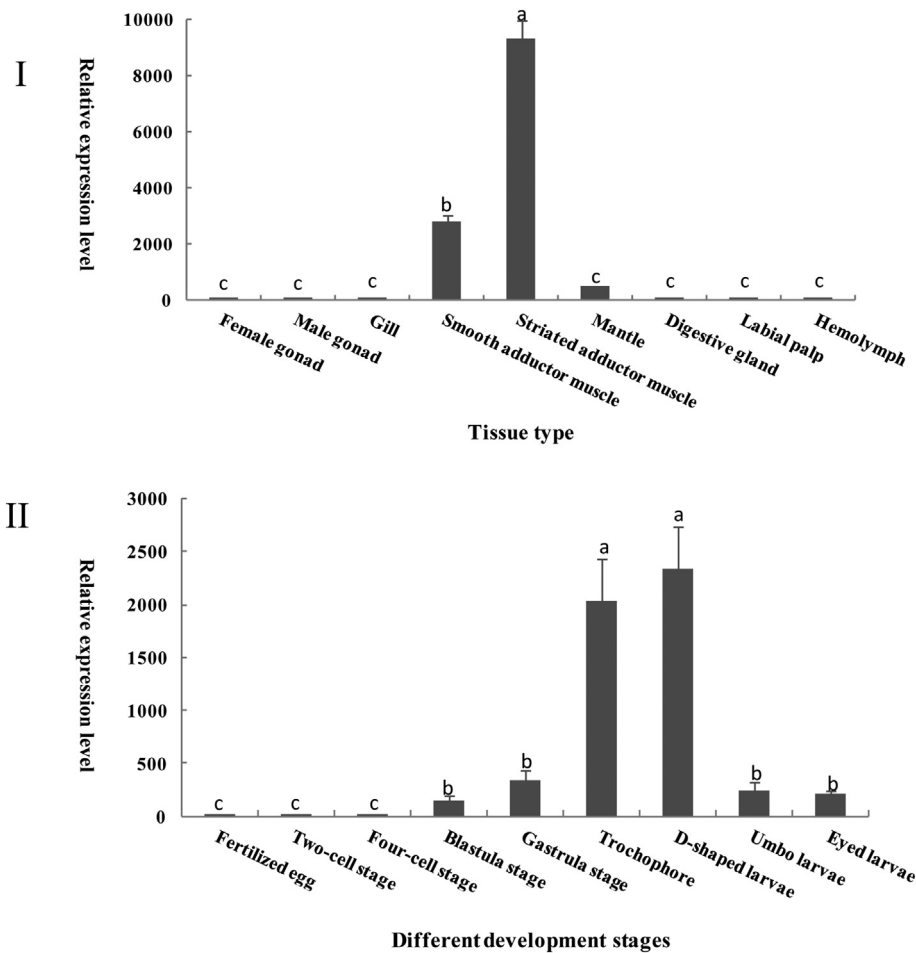 I
Relative expression level
10000
8000
6000
4000
2000
0
c
c
c
b
a
c
c
c
c
Female gonad
Male gonad
Gill
Smooth adductor muscle
Striated adductor muscle
Mantle
Digestive gland
Labial palp
Hemolymph
Tissue type
II
Relative expression level
3000
2500
2000
1500
1000
500
0
c
c
c
b
b
a
a
b
b
Fertilized egg
Two-cell stage
Four-cell stage
Blastula stage
Gastrula stage
Trochophore
D-shaped larvae
Umbo larvae
Eyed larvae
Different development stages